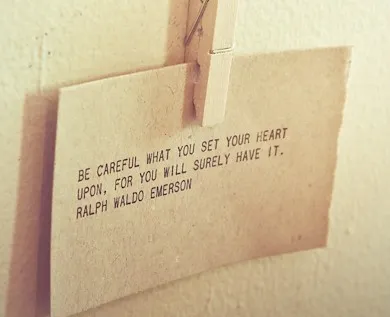 BE CAREFUL WHAT YOU SET YOUR HEART
UPON, FOR YOU WILL SURELY HAVE IT.
RALPH WALDO EMERSON